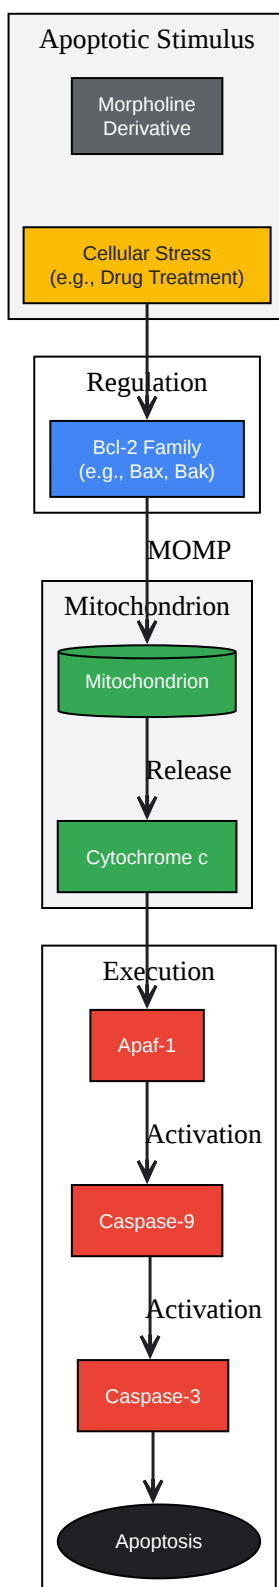 Apoptotic Stimulus
Morpholine
Derivative
Cellular Stress
(e.g., Drug Treatment)
Regulation
Bcl-2 Family
(e.g., Bax, Bak)
MOMP
Mitochondrion
Mitochondrion
Release
Cytochrome c
Execution
Apaf-1
Activation
Caspase-9
Activation
Caspase-3
Apoptosis